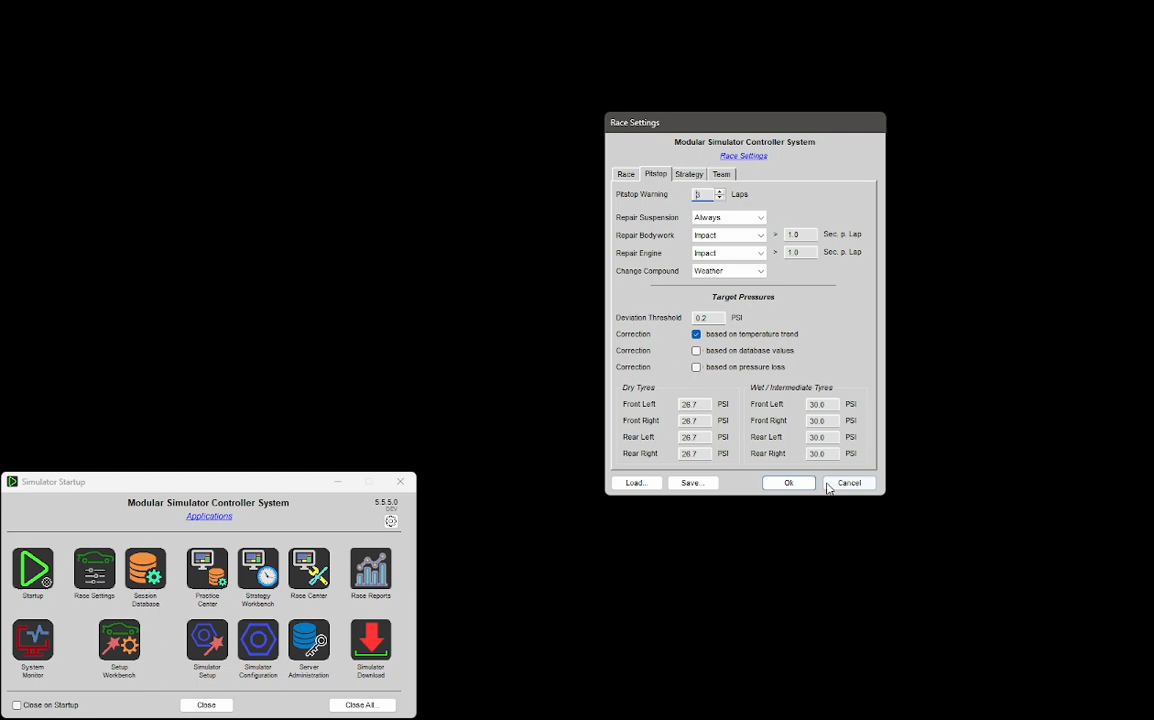 Race Settings
Modular Simulator Controller System
Race Settings
Race Pitstop Strategy Team
Pitstop Warning 3 Laps
Repair Suspension Always
Repair Bodywork Impact > 1.0 Sec. p. Lap
Repair Engine Impact > 1.0 Sec. p. Lap
Change Compound Weather
Target Pressures
Deviation Threshold 0.2 PSI
Correction based on temperature trend
Correction based on database values
Correction based on pressure loss
Dry Tyres Wet / Intermediate Tyres
Front Left 26.7 PSI Front Left 30.0 PSI
Front Right 26.7 PSI Front Right 30.0 PSI
Rear Left 26.7 PSI Rear Left 30.0 PSI
Rear Right 26.7 PSI Rear Right 30.0 PSI
Load... Save... Ok Cancel
Simulator Startup
Modular Simulator Controller System 5.5.5.0
DEV
Applications
Startup Race Settings Session Database Practice Center Strategy Workbench Race Center Race Reports
System Monitor Setup Workbench Simulator Setup Simulator Configuration Server Administration Simulator Download
Close on Startup Close Close All...